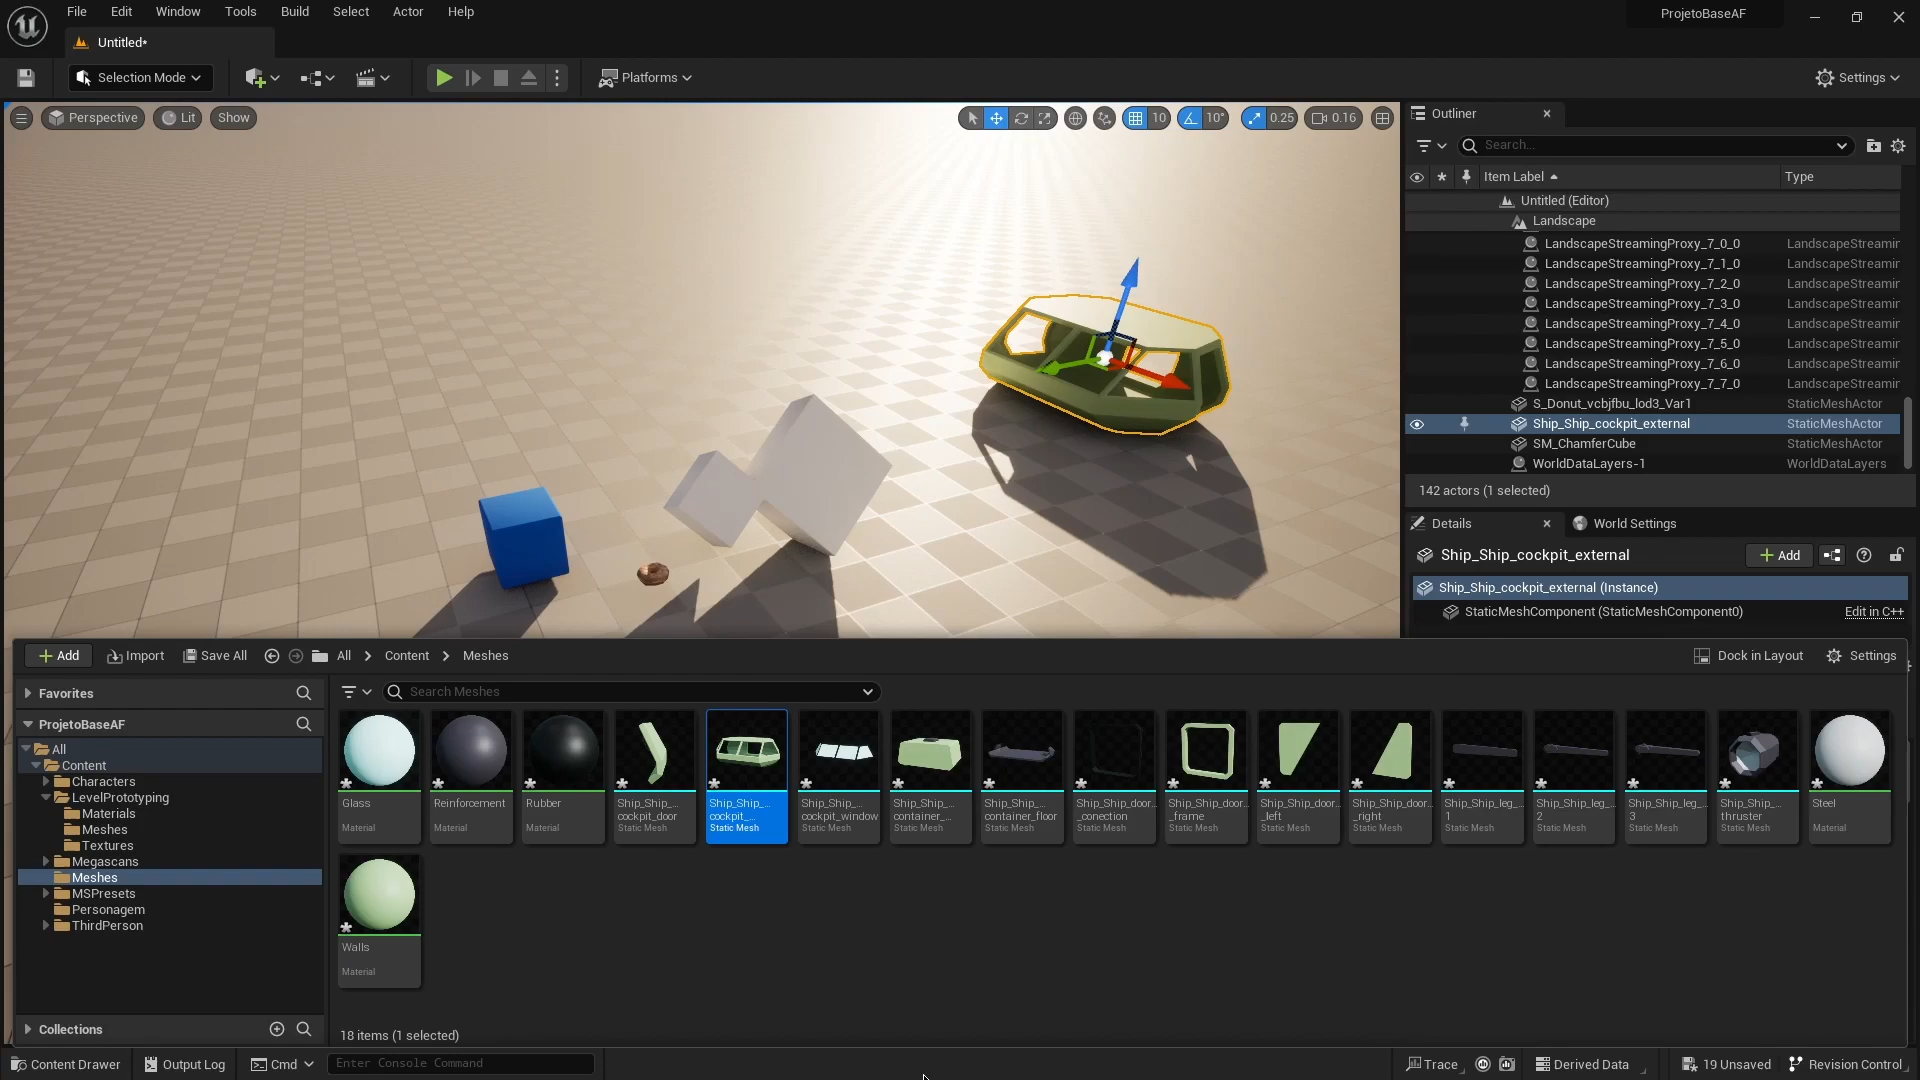 File Edit Window Tools Build Select Actor Help
ProjetoBaseAF
Untitled*
Selection Mode
Platforms
Settings
Perspective
Lit
Show
10
10°
0.25
0.16
Outliner
Search...
Item Label
Type
Untitled (Editor)
Landscape
LandscapeStreamingProxy_7_0_0 LandscapeStreamin
LandscapeStreamingProxy_7_1_0 LandscapeStreamin
LandscapeStreamingProxy_7_2_0 LandscapeStreamin
LandscapeStreamingProxy_7_3_0 LandscapeStreamin
LandscapeStreamingProxy_7_4_0 LandscapeStreamin
LandscapeStreamingProxy_7_5_0 LandscapeStreamin
LandscapeStreamingProxy_7_6_0 LandscapeStreamin
LandscapeStreamingProxy_7_7_0 LandscapeStreamin
S_Donut_vcbjfbu_lod3_Var1 StaticMeshActor
Ship_Ship_cockpit_external StaticMeshActor
SM_ChamferCube StaticMeshActor
WorldDataLayers-1 WorldDataLayers
142 actors (1 selected)
Details
World Settings
Ship_Ship_cockpit_external
Add
Ship_Ship_cockpit_external (Instance)
StaticMeshComponent (StaticMeshComponent0)
Edit in C++
Add
Import
Save All
All
Content
Meshes
Dock in Layout
Settings
Favorites
ProjetoBaseAF
All
Content
Characters
LevelPrototyping
Materials
Meshes
Textures
Megascans
Meshes
MSPresets
Personagem
ThirdPerson
Collections
Search Meshes
Glass
Material
Reinforcement
Material
Rubber
Material
Ship_Ship_...
cockpit_door
Static Mesh
Ship_Ship_...
cockpit_...
Static Mesh
Ship_Ship_...
cockpit_window
Static Mesh
Ship_Ship_...
container_...
Static Mesh
Ship_Ship_...
container_floor
Static Mesh
Ship_Ship_door...
_conection
Static Mesh
Ship_Ship_door...
_frame
Static Mesh
Ship_Ship_door...
_left
Static Mesh
Ship_Ship_door...
_right
Static Mesh
Ship_Ship_leg_...
1
Static Mesh
Ship_Ship_leg_...
2
Static Mesh
Ship_Ship_leg_...
3
Static Mesh
Ship_Ship_...
thruster
Static Mesh
Steel
Material
Walls
Material
18 items (1 selected)
Content Drawer
Output Log
Cmd
Enter Console Command
Trace
Derived Data
19 Unsaved
Revision Control